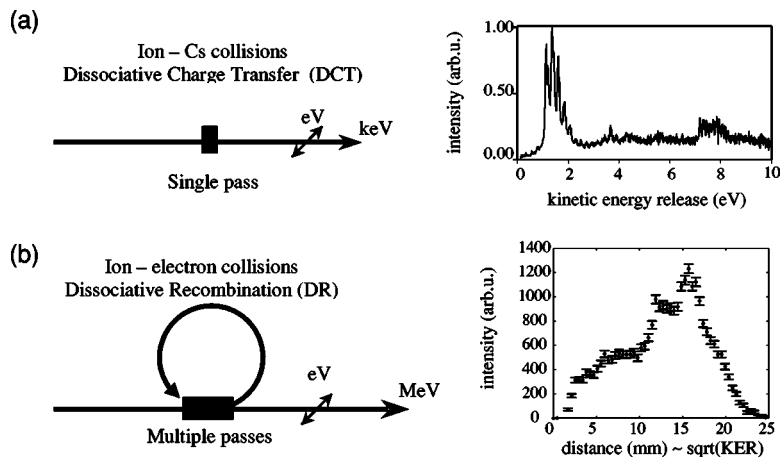 (a)
Ion – Cs collisions
Dissociative Charge Transfer (DCT)
eV
keV
Single pass
intensity (arb.u.)
1.00
0.50
0.00
0 2 4 6 8 10
kinetic energy release (eV)
(b)
Ion – electron collisions
Dissociative Recombination (DR)
eV
MeV
Multiple passes
intensity (arb.u.)
1400
1200
1000
800
600
400
200
0
0 5 10 15 20 25
distance (mm) ~ sqrt(KER)